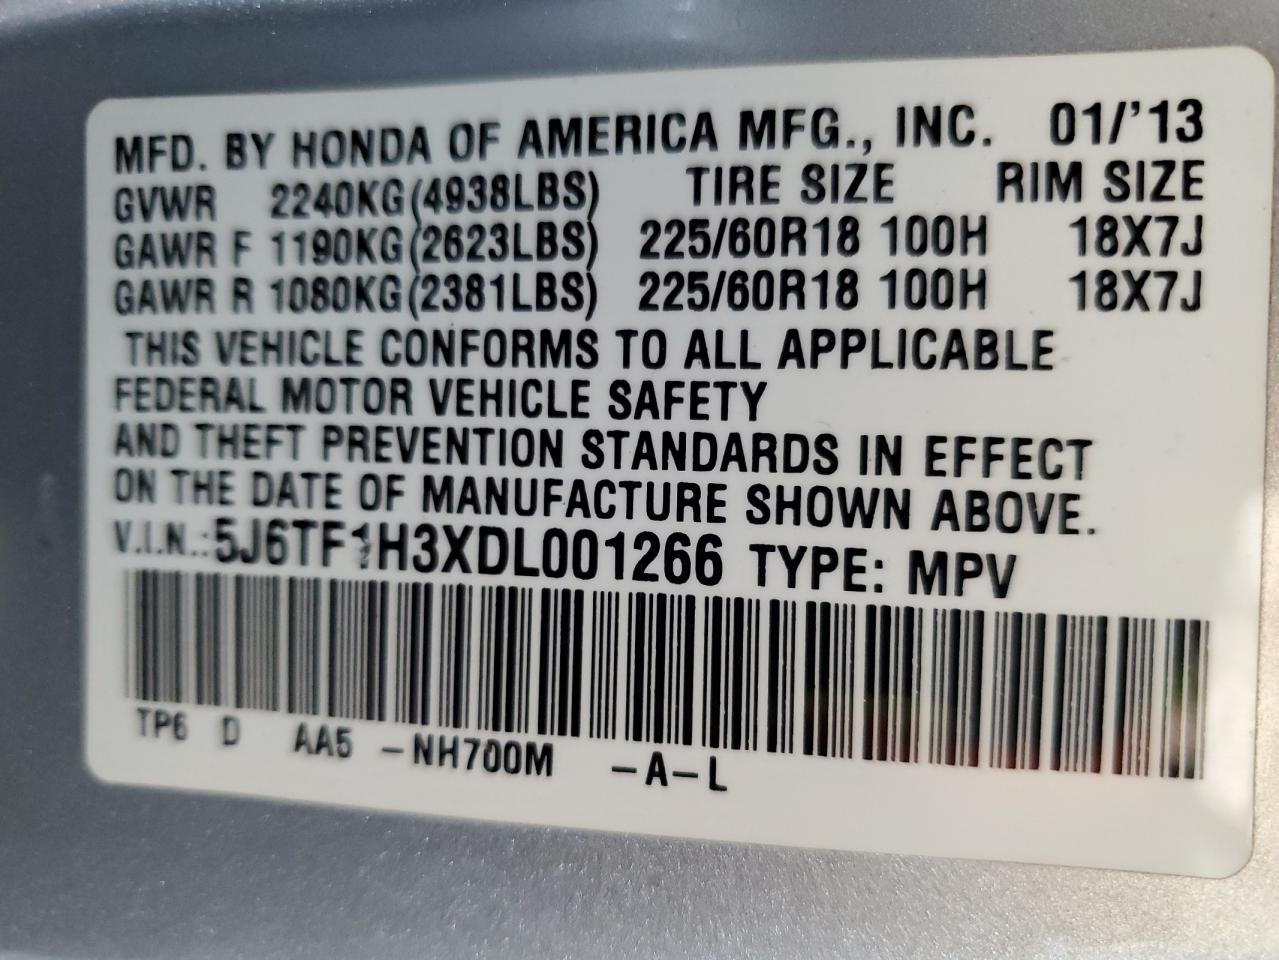 MFD. BY HONDA OF AMERICA MFG., INC. 01/'13
GVWR 2240KG(4938LBS) TIRE SIZE RIM SIZE
GAWR F 1190KG(2623LBS) 225/60R18 100H 18X7J
GAWR R 1080KG(2381LBS) 225/60R18 100H 18X7J
THIS VEHICLE CONFORMS TO ALL APPLICABLE
FEDERAL MOTOR VEHICLE SAFETY
AND THEFT PREVENTION STANDARDS IN EFFECT
ON THE DATE OF MANUFACTURE SHOWN ABOVE.
V.I.N.:5J6TF1H3XDL001266 TYPE: MPV
TP6 D AA5 -NH700M -A-L